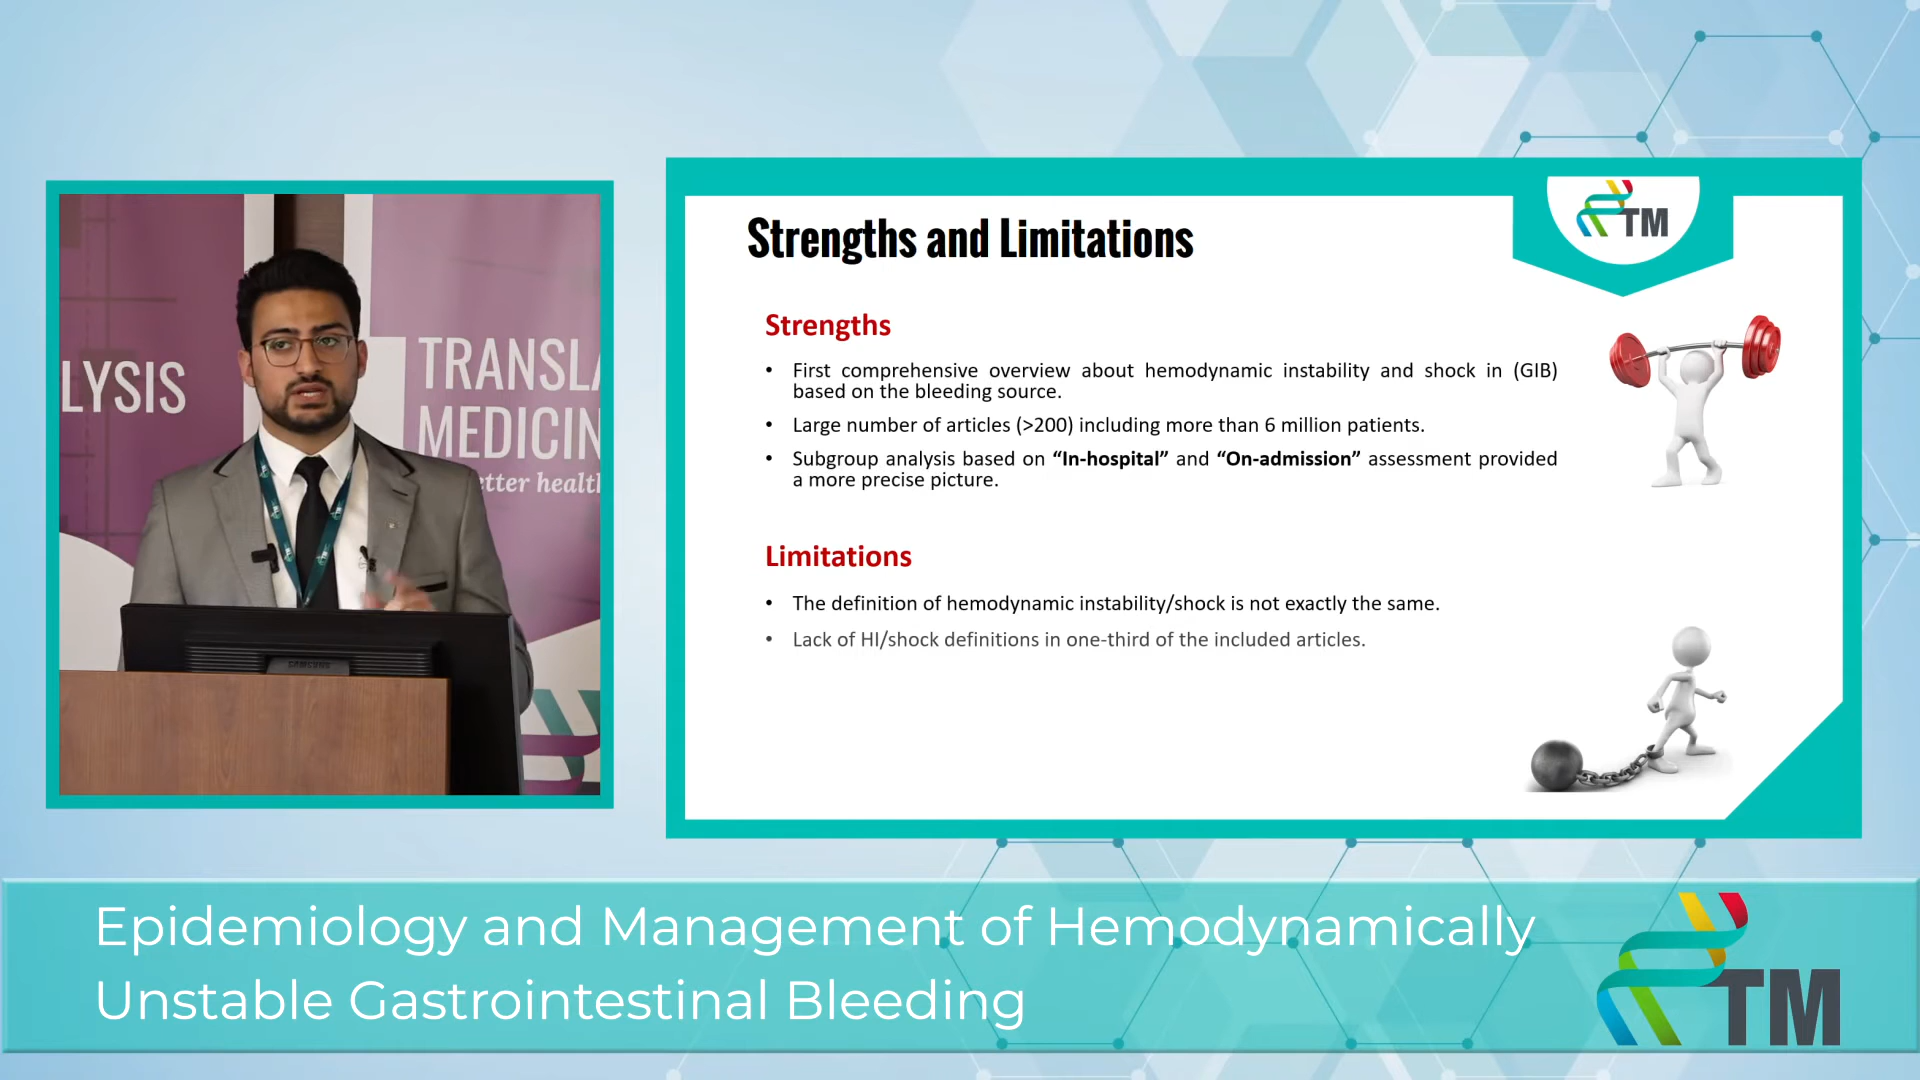 LYSIS
TRANSLA
MEDICIN
etter healt
SAMSUNG
TM
Strengths and Limitations
Strengths
• First comprehensive overview about hemodynamic instability and shock in (GIB)
based on the bleeding source.
• Large number of articles (>200) including more than 6 million patients.
• Subgroup analysis based on “In-hospital” and “On-admission” assessment provided
a more precise picture.
Limitations
• The definition of hemodynamic instability/shock is not exactly the same.
• Lack of HI/shock definitions in one-third of the included articles.
Epidemiology and Management of Hemodynamically
Unstable Gastrointestinal Bleeding
TM